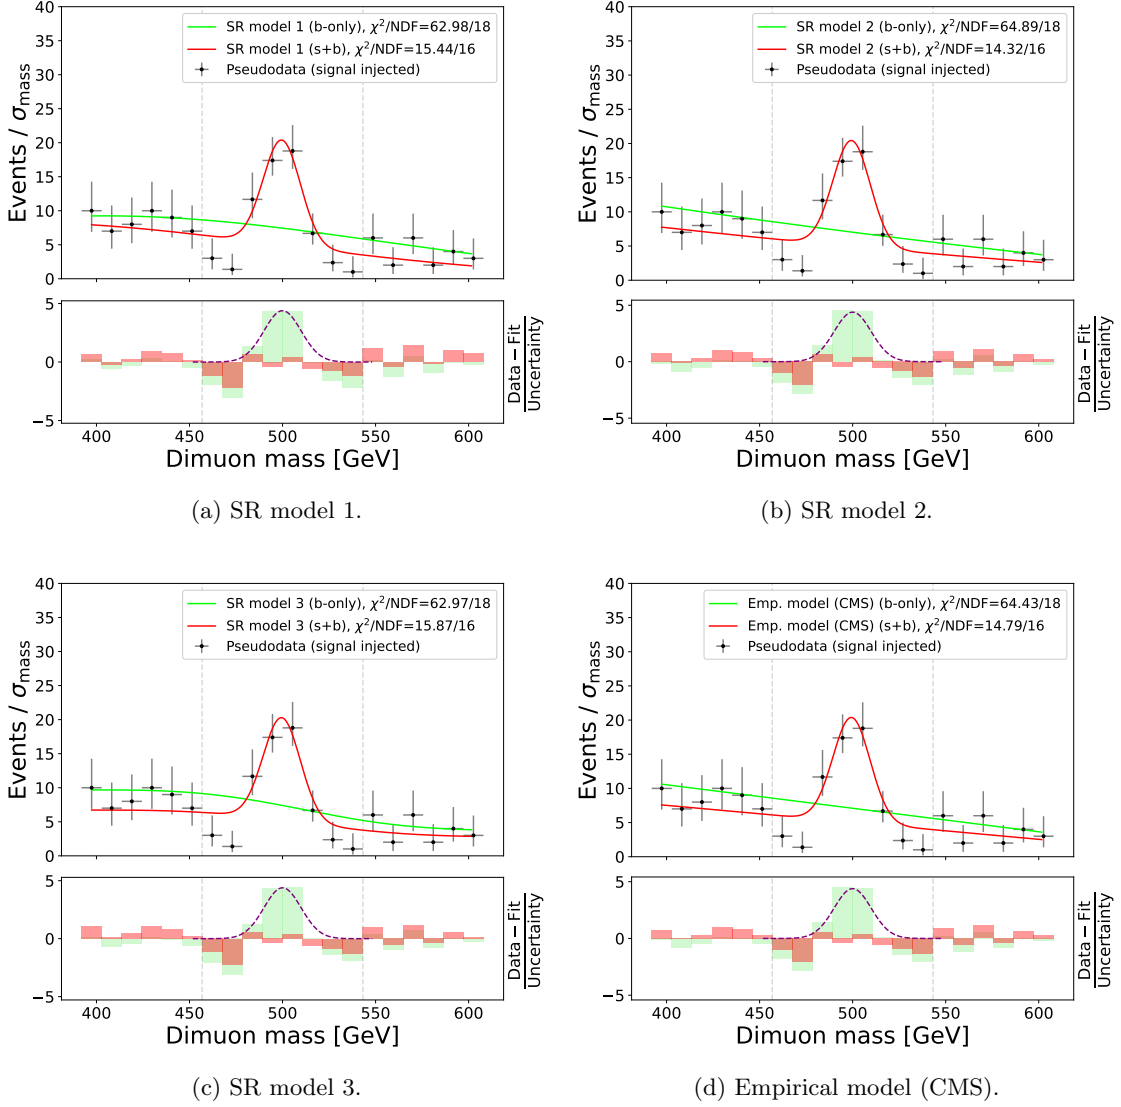 SR model 1 (b-only), χ²/NDF=62.98/18
SR model 1 (s+b), χ²/NDF=15.44/16
Pseudodata (signal injected)
Events / σ_mass
40
35
30
25
20
15
10
5
0
5
0
−5
Data − Fit
Uncertainty
400 450 500 550 600
Dimuon mass [GeV]
(a) SR model 1.
SR model 2 (b-only), χ²/NDF=64.89/18
SR model 2 (s+b), χ²/NDF=14.32/16
Pseudodata (signal injected)
Events / σ_mass
40
35
30
25
20
15
10
5
0
5
0
−5
Data − Fit
Uncertainty
400 450 500 550 600
Dimuon mass [GeV]
(b) SR model 2.
SR model 3 (b-only), χ²/NDF=62.97/18
SR model 3 (s+b), χ²/NDF=15.87/16
Pseudodata (signal injected)
Events / σ_mass
40
35
30
25
20
15
10
5
0
5
0
−5
Data − Fit
Uncertainty
400 450 500 550 600
Dimuon mass [GeV]
(c) SR model 3.
Emp. model (CMS) (b-only), χ²/NDF=64.43/18
Emp. model (CMS) (s+b), χ²/NDF=14.79/16
Pseudodata (signal injected)
Events / σ_mass
40
35
30
25
20
15
10
5
0
5
0
−5
Data − Fit
Uncertainty
400 450 500 550 600
Dimuon mass [GeV]
(d) Empirical model (CMS).